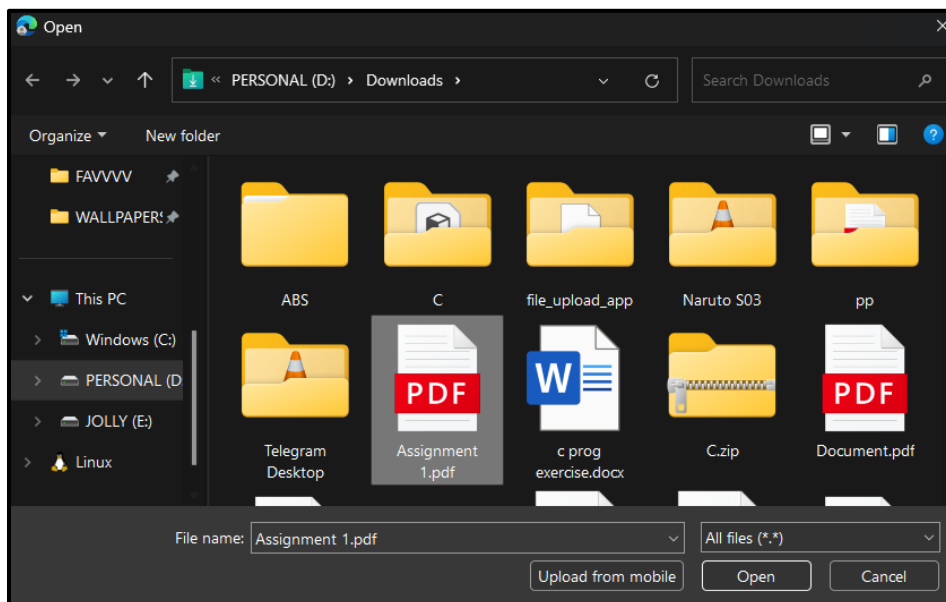 Open
« PERSONAL (D:) › Downloads ›
Search Downloads
Organize
New folder
FAVVVV
WALLPAPERS
This PC
Windows (C:)
PERSONAL (D
JOLLY (E:)
Linux
ABS
C
file_upload_app
Naruto S03
pp
Telegram
Desktop
PDF
Assignment
1.pdf
W
c prog
exercise.docx
C.zip
PDF
Document.pdf
File name: Assignment 1.pdf
All files (*.*)
Upload from mobile
Open
Cancel